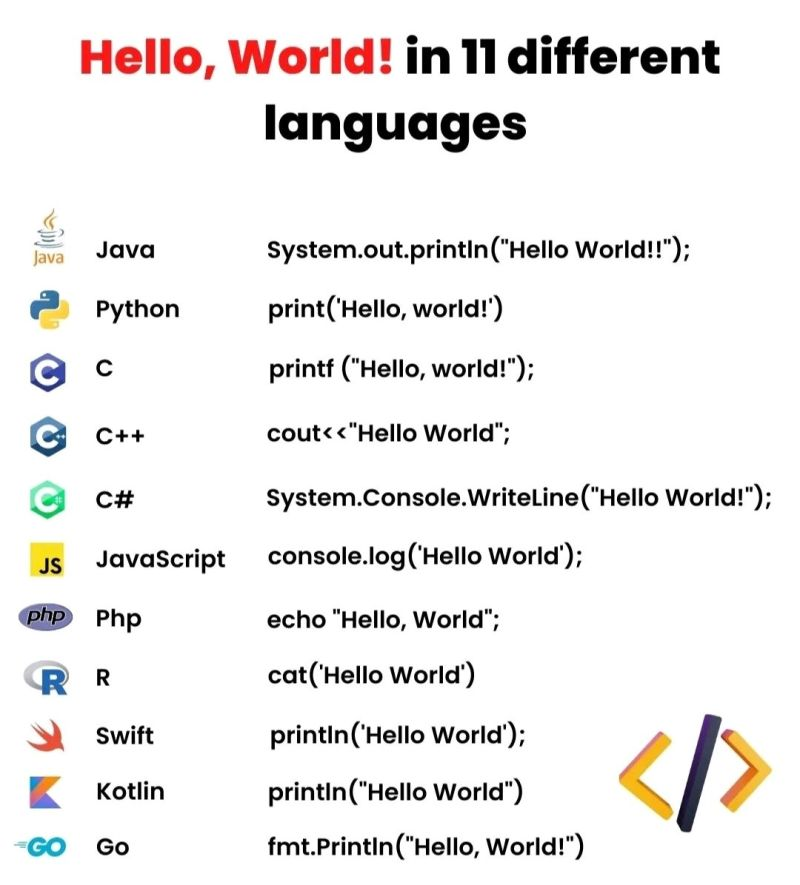 Hello, World! in 11 different
languages
Java
Java System.out.println("Hello World!!");
Python print('Hello, world!')
C
C printf ("Hello, world!");
C++
C++ cout<<"Hello World";
C#
C# System.Console.WriteLine("Hello World!");
JS
JavaScript console.log('Hello World');
php
Php echo "Hello, World";
R
R cat('Hello World')
Swift println('Hello World');
Kotlin println("Hello World")
GO
Go fmt.Println("Hello, World!")
</>